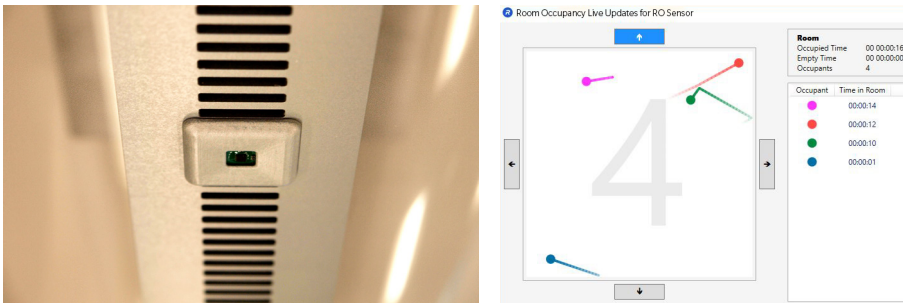 Room Occupancy Live Updates for RO Sensor
Room
Occupied Time 00 00:00:16
Empty Time 00 00:00:00
Occupants 4
Occupant Time in Room
00:00:14
00:00:12
00:00:10
00:00:01
4